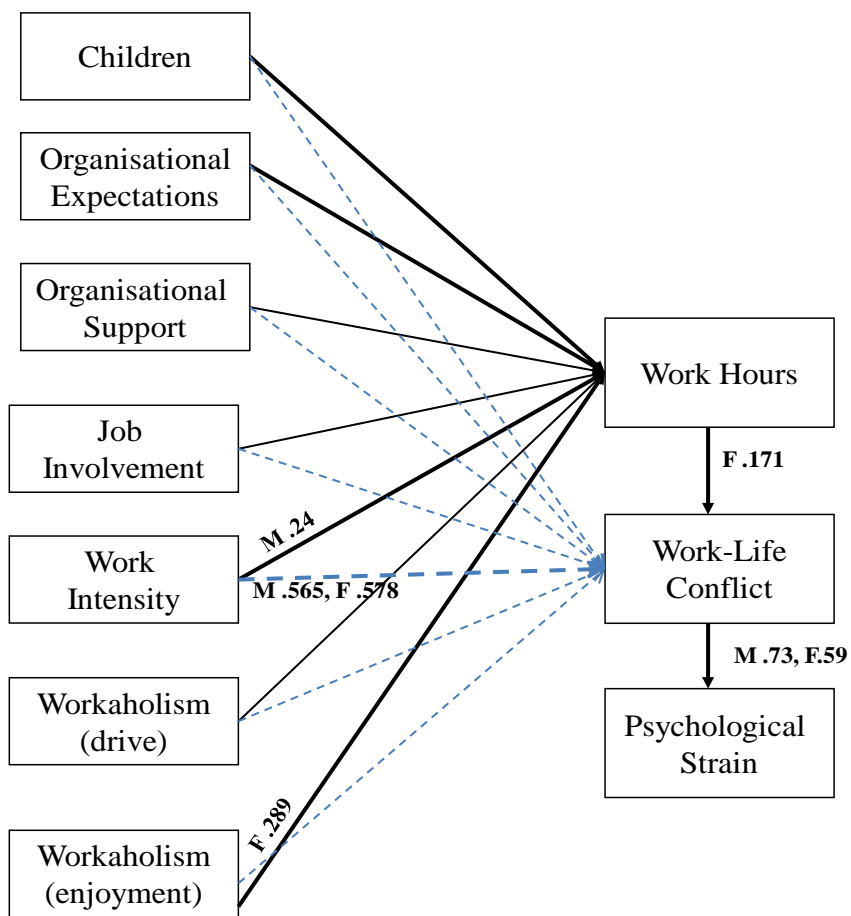 Children
Organisational
Expectations
Organisational
Support
Work Hours
Job
Involvement
F .171
M .24
Work
Intensity
M .565, F .578
Work-Life
Conflict
M .73, F.59
Workaholism
(drive)
Psychological
Strain
F .289
Workaholism
(enjoyment)